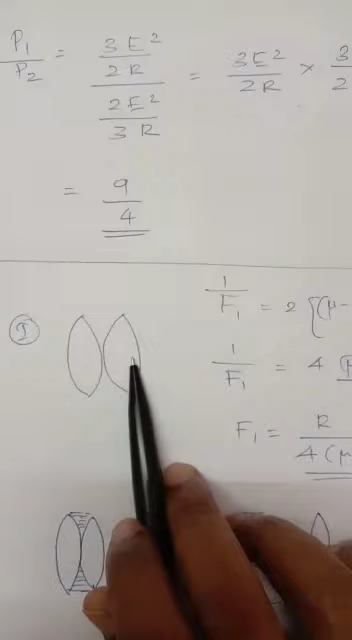 P₁/P₂ = (3E²/2R)/(2E²/3R) = 3E²/2R × 3/2
= 9/4
① 1/F₁ = 2 {(μ-
1/F₁ = 4 (μ
F₁ = R/4(μ